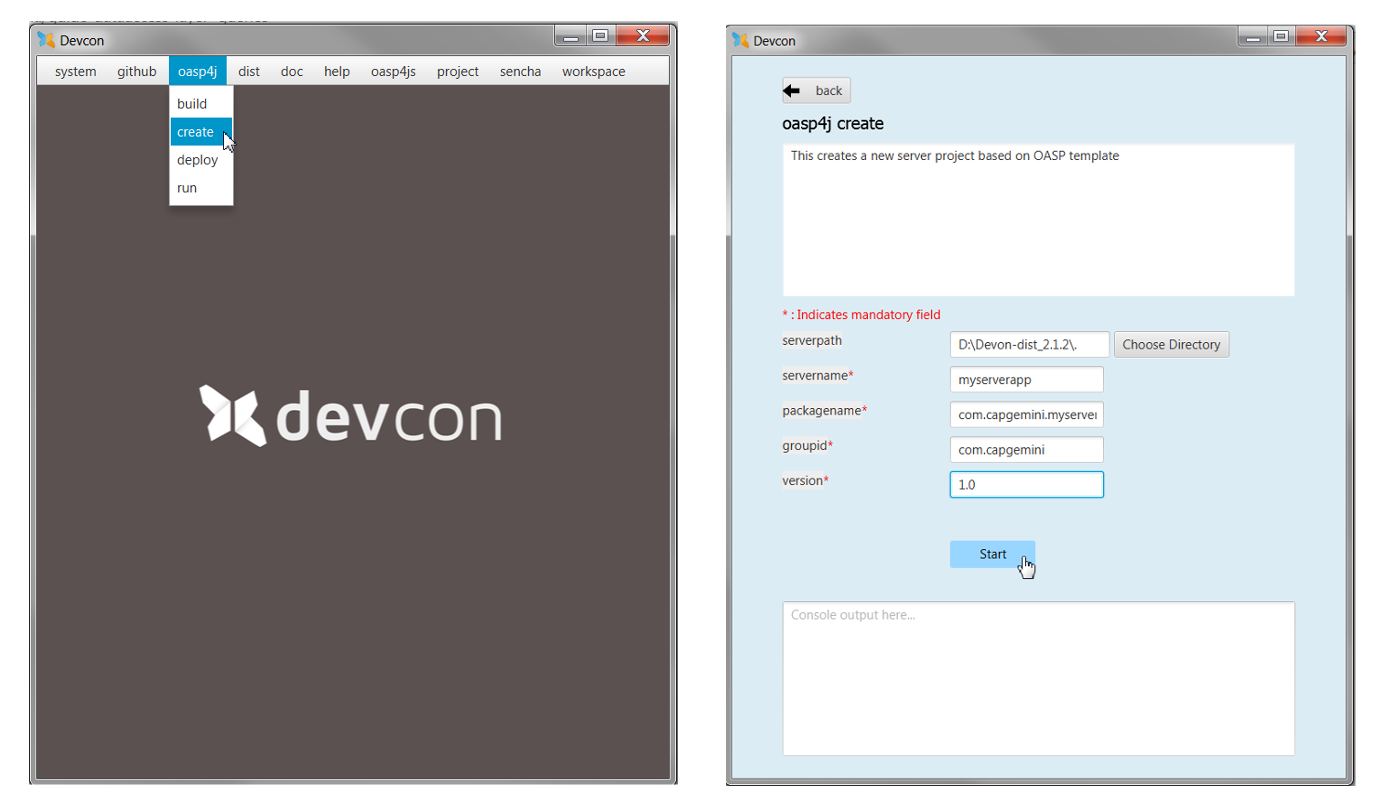 Devcon
system github oasp4j dist doc help oasp4js project sencha workspace
build
create
deploy
run
devcon
Devcon
back
oasp4j create
This creates a new server project based on OASP template
* : Indicates mandatory field
serverpath D:\Devon-dist_2.1.2\. Choose Directory
servername* myserverapp
packagename* com.capgemini.myserver
groupid* com.capgemini
version* 1.0
Start
Console output here...